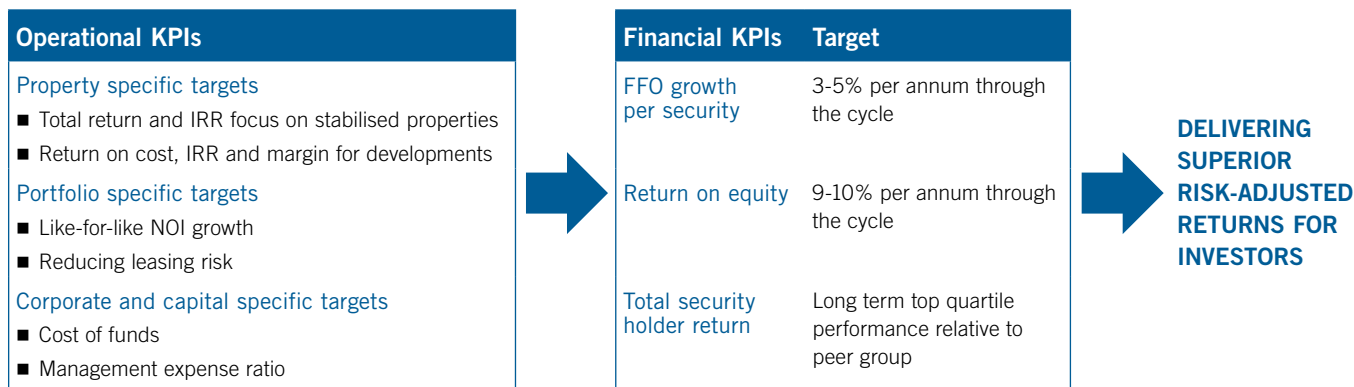 Operational KPIs
Property specific targets
■ Total return and IRR focus on stabilised properties
■ Return on cost, IRR and margin for developments
Portfolio specific targets
■ Like-for-like NOI growth
■ Reducing leasing risk
Corporate and capital specific targets
■ Cost of funds
■ Management expense ratio
Financial KPIs Target
FFO growth 3-5% per annum through
per security the cycle
Return on equity 9-10% per annum through
the cycle
Total security Long term top quartile
holder return performance relative to
peer group
DELIVERING
SUPERIOR
RISK-ADJUSTED
RETURNS FOR
INVESTORS